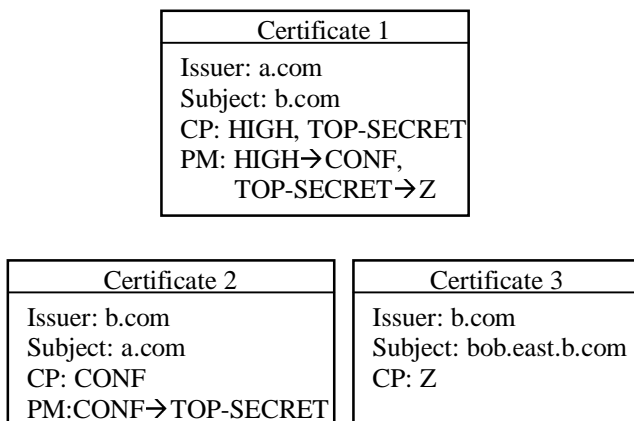 Certificate 1
Issuer: a.com
Subject: b.com
CP: HIGH, TOP-SECRET
PM: HIGH→CONF,
TOP-SECRET→Z
Certificate 2
Issuer: b.com
Subject: a.com
CP: CONF
PM:CONF→TOP-SECRET
Certificate 3
Issuer: b.com
Subject: bob.east.b.com
CP: Z